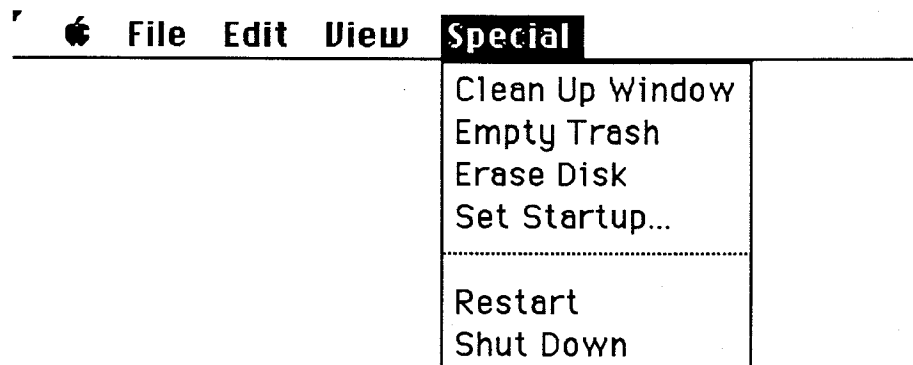 File Edit View Special
Clean Up Window
Empty Trash
Erase Disk
Set Startup...
Restart
Shut Down